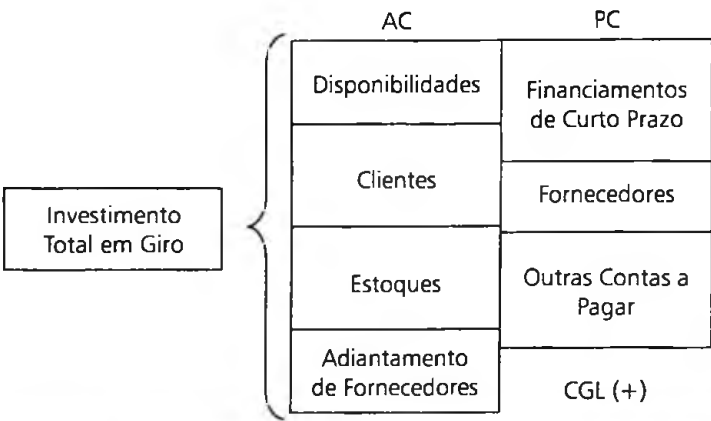 AC
PC
Disponibilidades
Financiamentos
de Curto Prazo
Clientes
Fornecedores
Investimento
Total em Giro
Estoques
Outras Contas a
Pagar
Adiantamento
de Fornecedores
CGL (+)